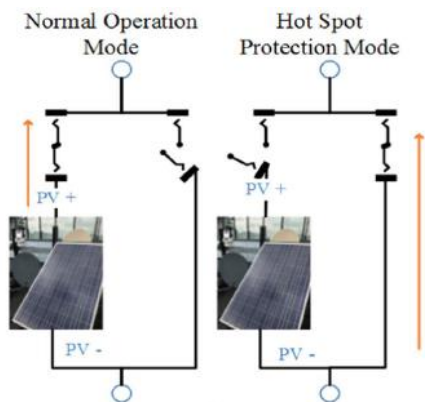 Normal Operation
Mode
Hot Spot
Protection Mode
PV +
PV +
PV -
PV -